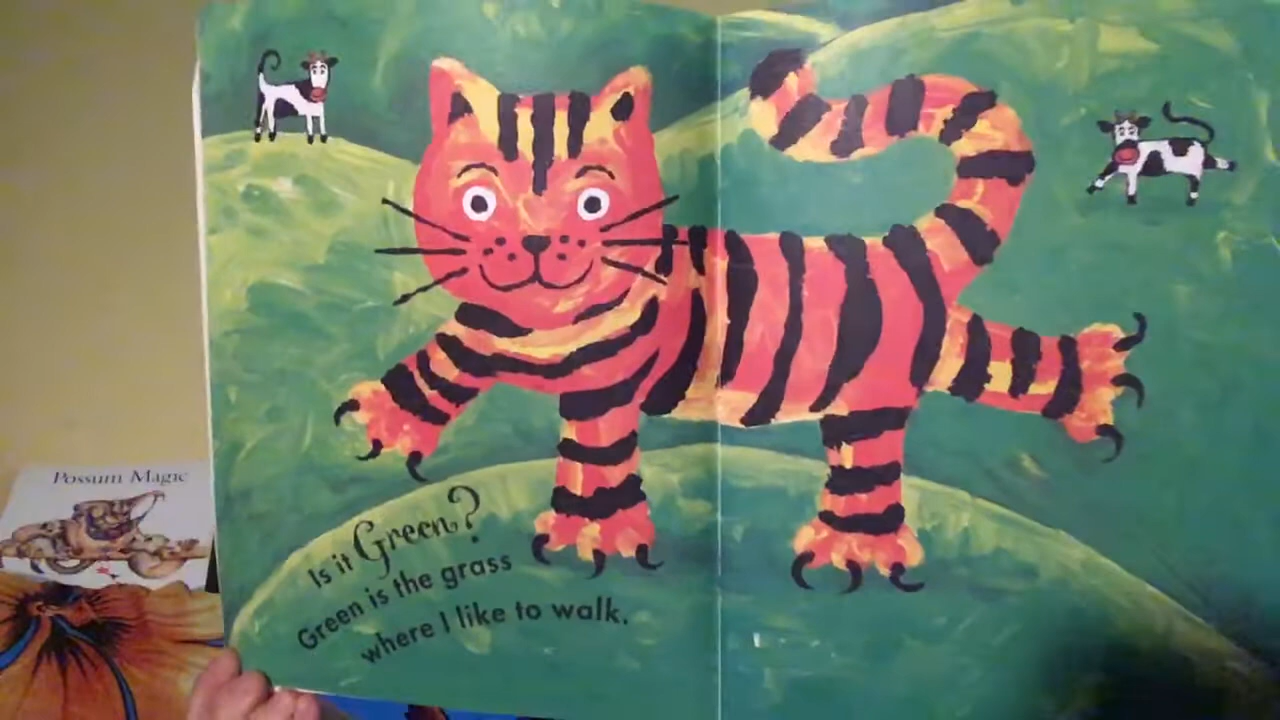 Possum Magic
Is it Green?
Green is the grass
where I like to walk.